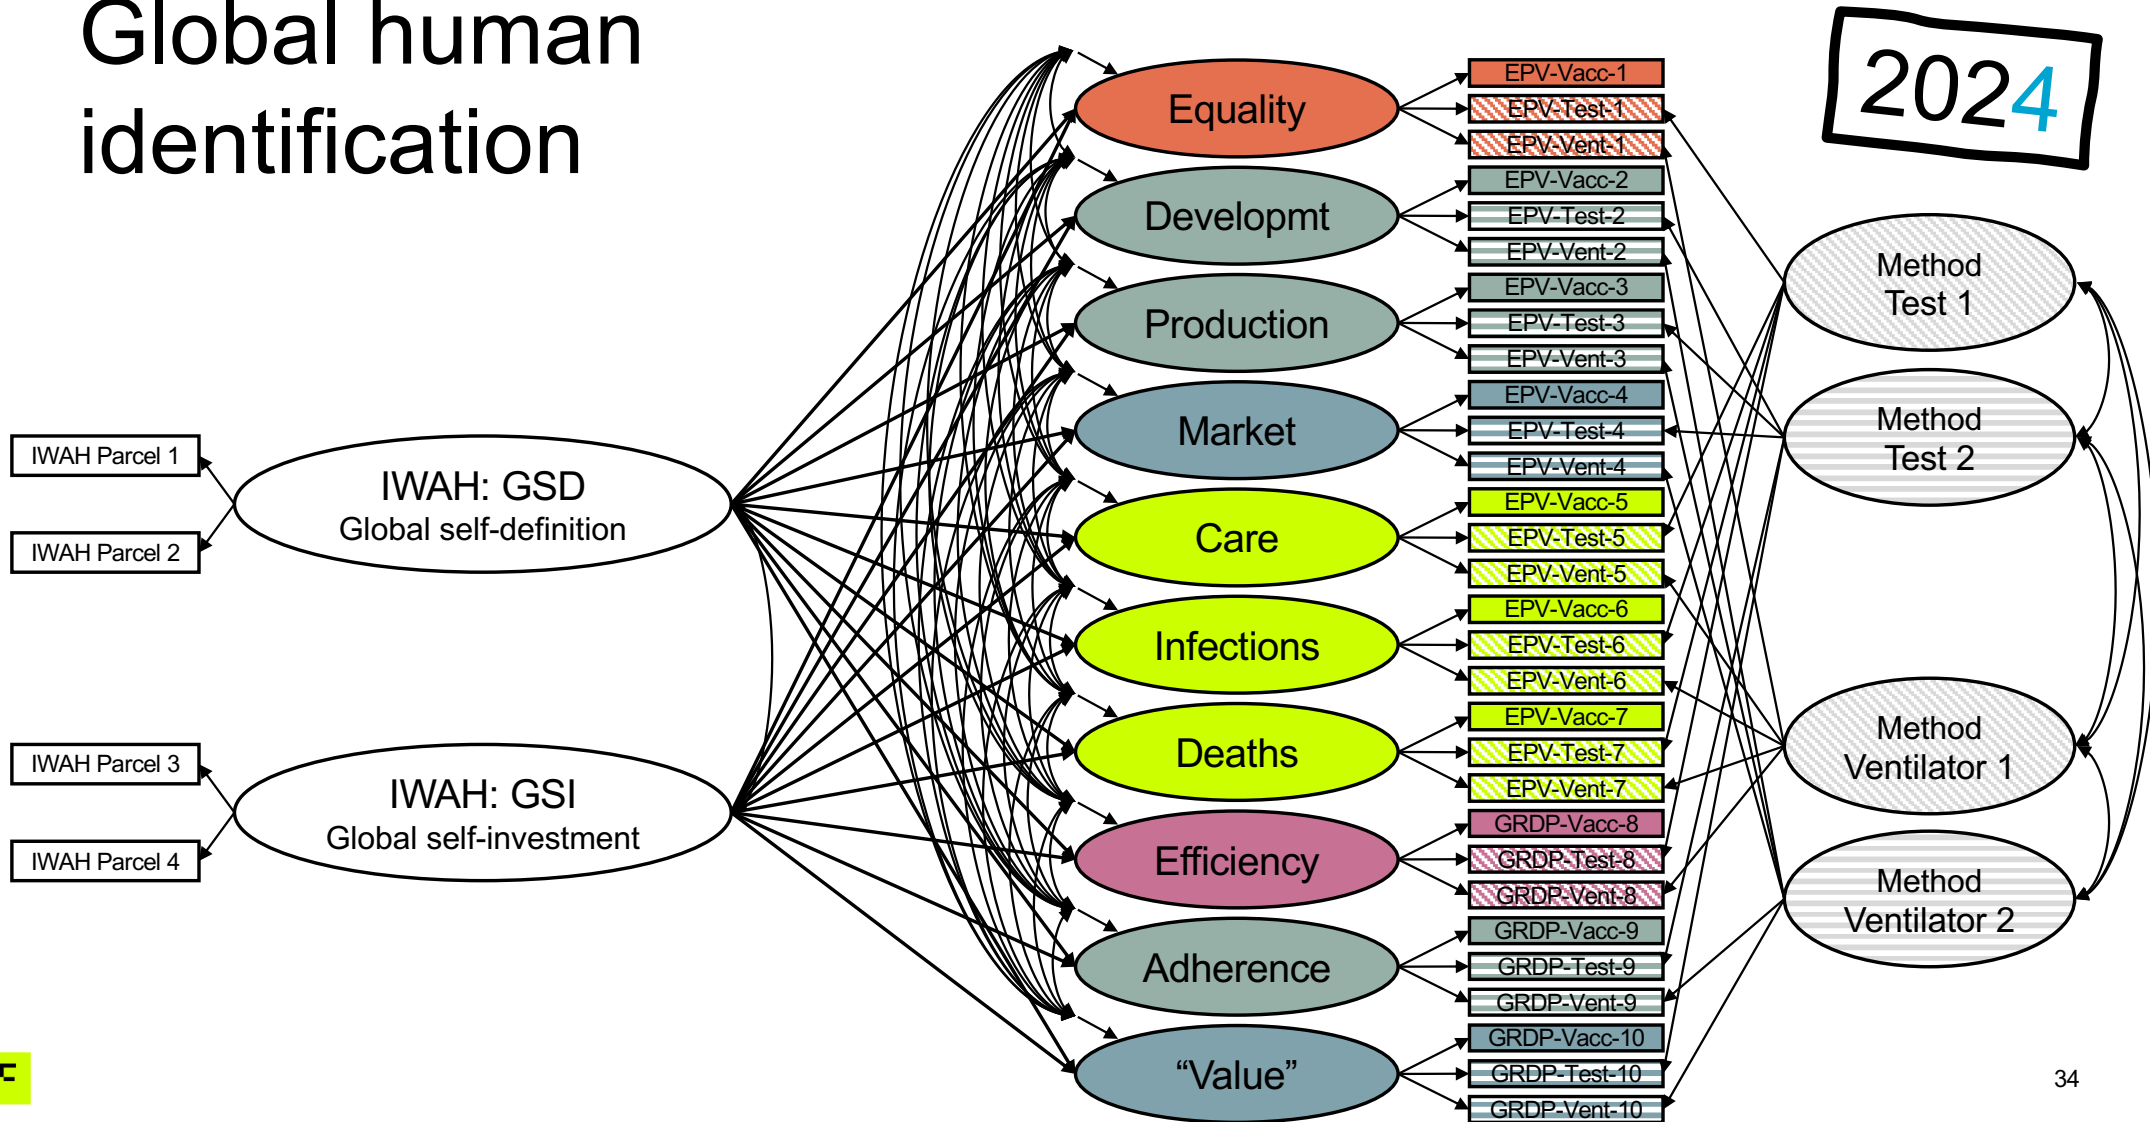 Global human
identification
2024
Equality
Developmt
Production
Market
Care
Infections
Deaths
Efficiency
Adherence
“Value”
EPV-Vacc-1
EPV-Test-1
EPV-Vent-1
EPV-Vacc-2
EPV-Test-2
EPV-Vent-2
EPV-Vacc-3
EPV-Test-3
EPV-Vent-3
EPV-Vacc-4
EPV-Test-4
EPV-Vent-4
EPV-Vacc-5
EPV-Test-5
EPV-Vent-5
EPV-Vacc-6
EPV-Test-6
EPV-Vent-6
EPV-Vacc-7
EPV-Test-7
EPV-Vent-7
GRDP-Vacc-8
GRDP-Test-8
GRDP-Vent-8
GRDP-Vacc-9
GRDP-Test-9
GRDP-Vent-9
GRDP-Vacc-10
GRDP-Test-10
GRDP-Vent-10
Method
Test 1
Method
Test 2
Method
Ventilator 1
Method
Ventilator 2
IWAH Parcel 1
IWAH Parcel 2
IWAH: GSD
Global self-definition
IWAH Parcel 3
IWAH Parcel 4
IWAH: GSI
Global self-investment
34